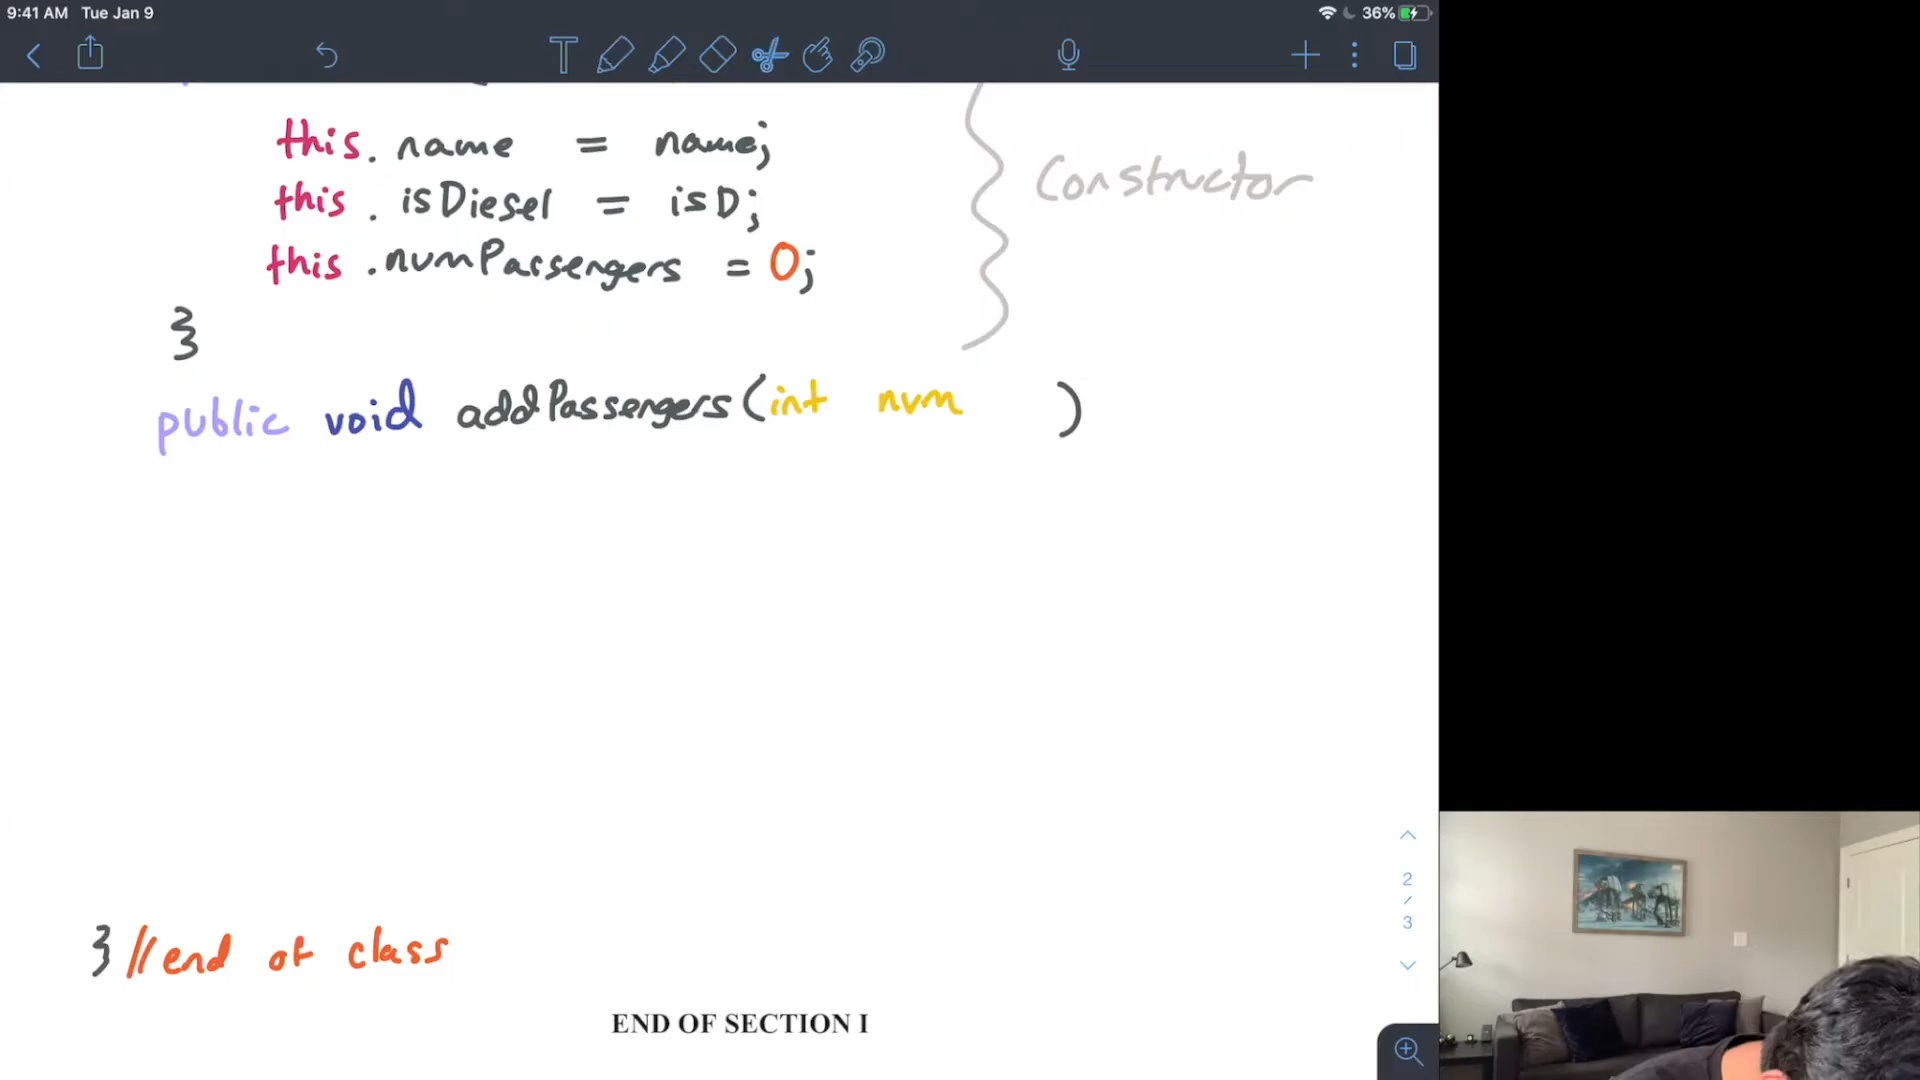 9:41 AM Tue Jan 9
36%
T
this. name = name;
this. isDiesel = isD;
this.numPassengers = 0;
Constructor
}
public void addPassengers(int num )
2
3
} //end of class
END OF SECTION I